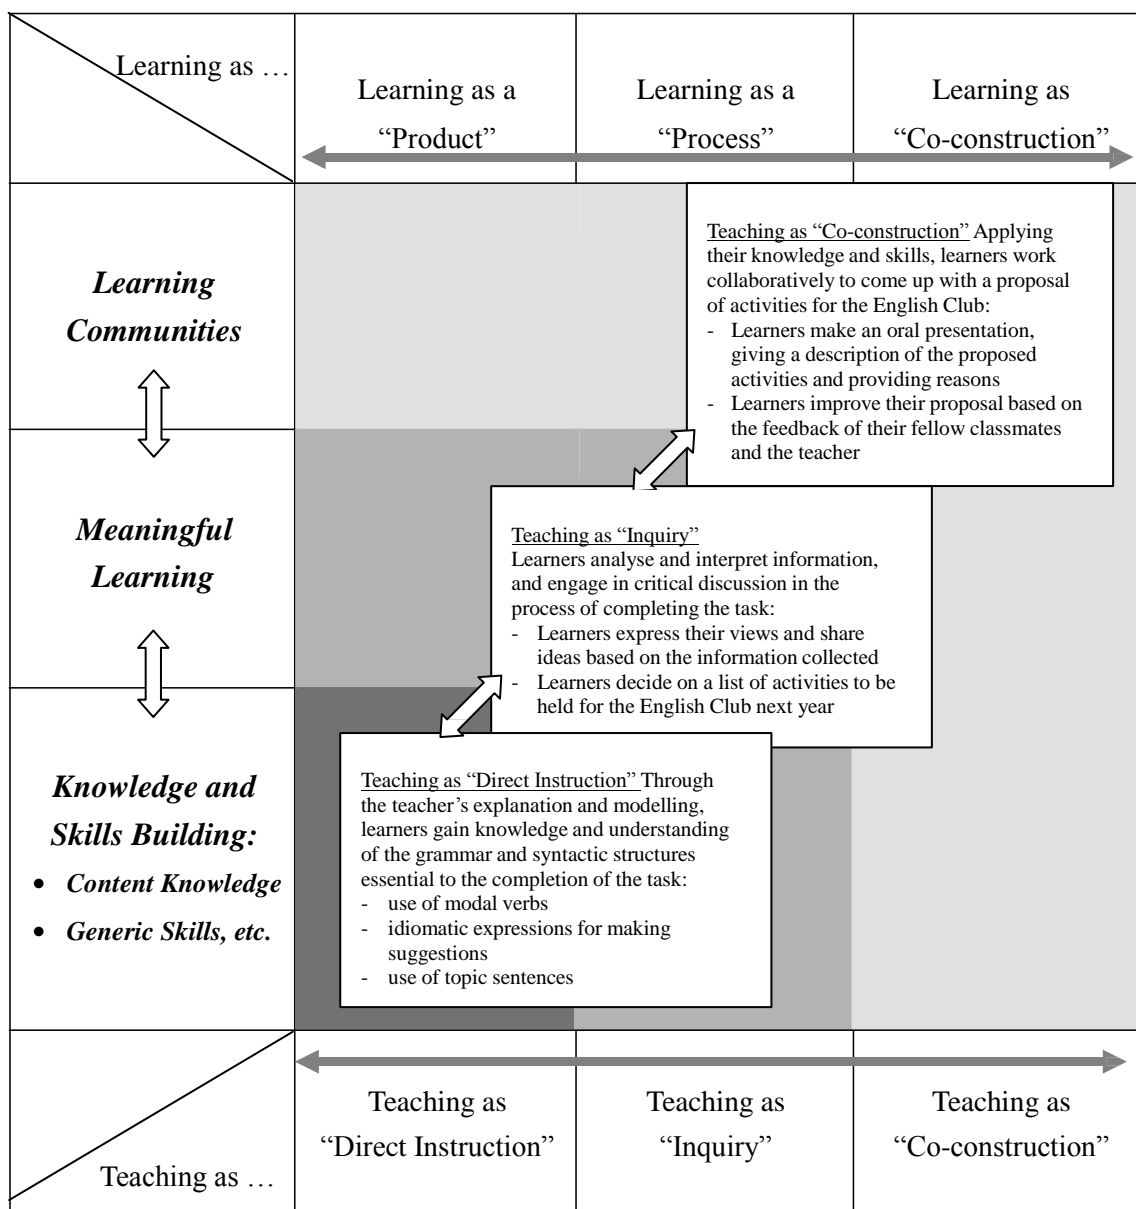 Learning as …
Learning as a
“Product”
Learning as a
“Process”
Learning as
“Co-construction”
Learning
Communities
Teaching as “Co-construction” Applying
their knowledge and skills, learners work
collaboratively to come up with a proposal
of activities for the English Club:
- Learners make an oral presentation,
giving a description of the proposed
activities and providing reasons
- Learners improve their proposal based on
the feedback of their fellow classmates
and the teacher
Meaningful
Learning
Teaching as “Inquiry”
Learners analyse and interpret information,
and engage in critical discussion in the
process of completing the task:
- Learners express their views and share
ideas based on the information collected
- Learners decide on a list of activities to be
held for the English Club next year
Knowledge and
Skills Building:
• Content Knowledge
• Generic Skills, etc.
Teaching as “Direct Instruction” Through
the teacher’s explanation and modelling,
learners gain knowledge and understanding
of the grammar and syntactic structures
essential to the completion of the task:
- use of modal verbs
- idiomatic expressions for making
suggestions
- use of topic sentences
Teaching as …
Teaching as
“Direct Instruction”
Teaching as
“Inquiry”
Teaching as
“Co-construction”